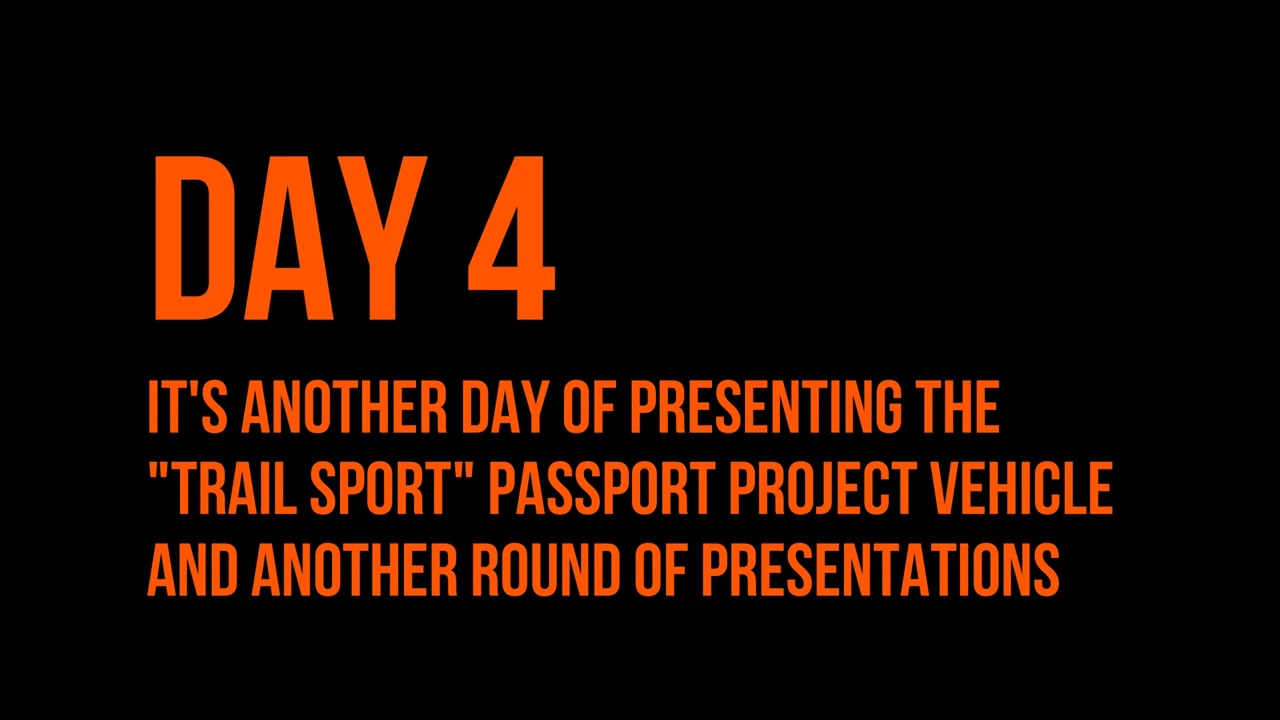 DAY 4
IT'S ANOTHER DAY OF PRESENTING THE
"TRAIL SPORT" PASSPORT PROJECT VEHICLE
AND ANOTHER ROUND OF PRESENTATIONS